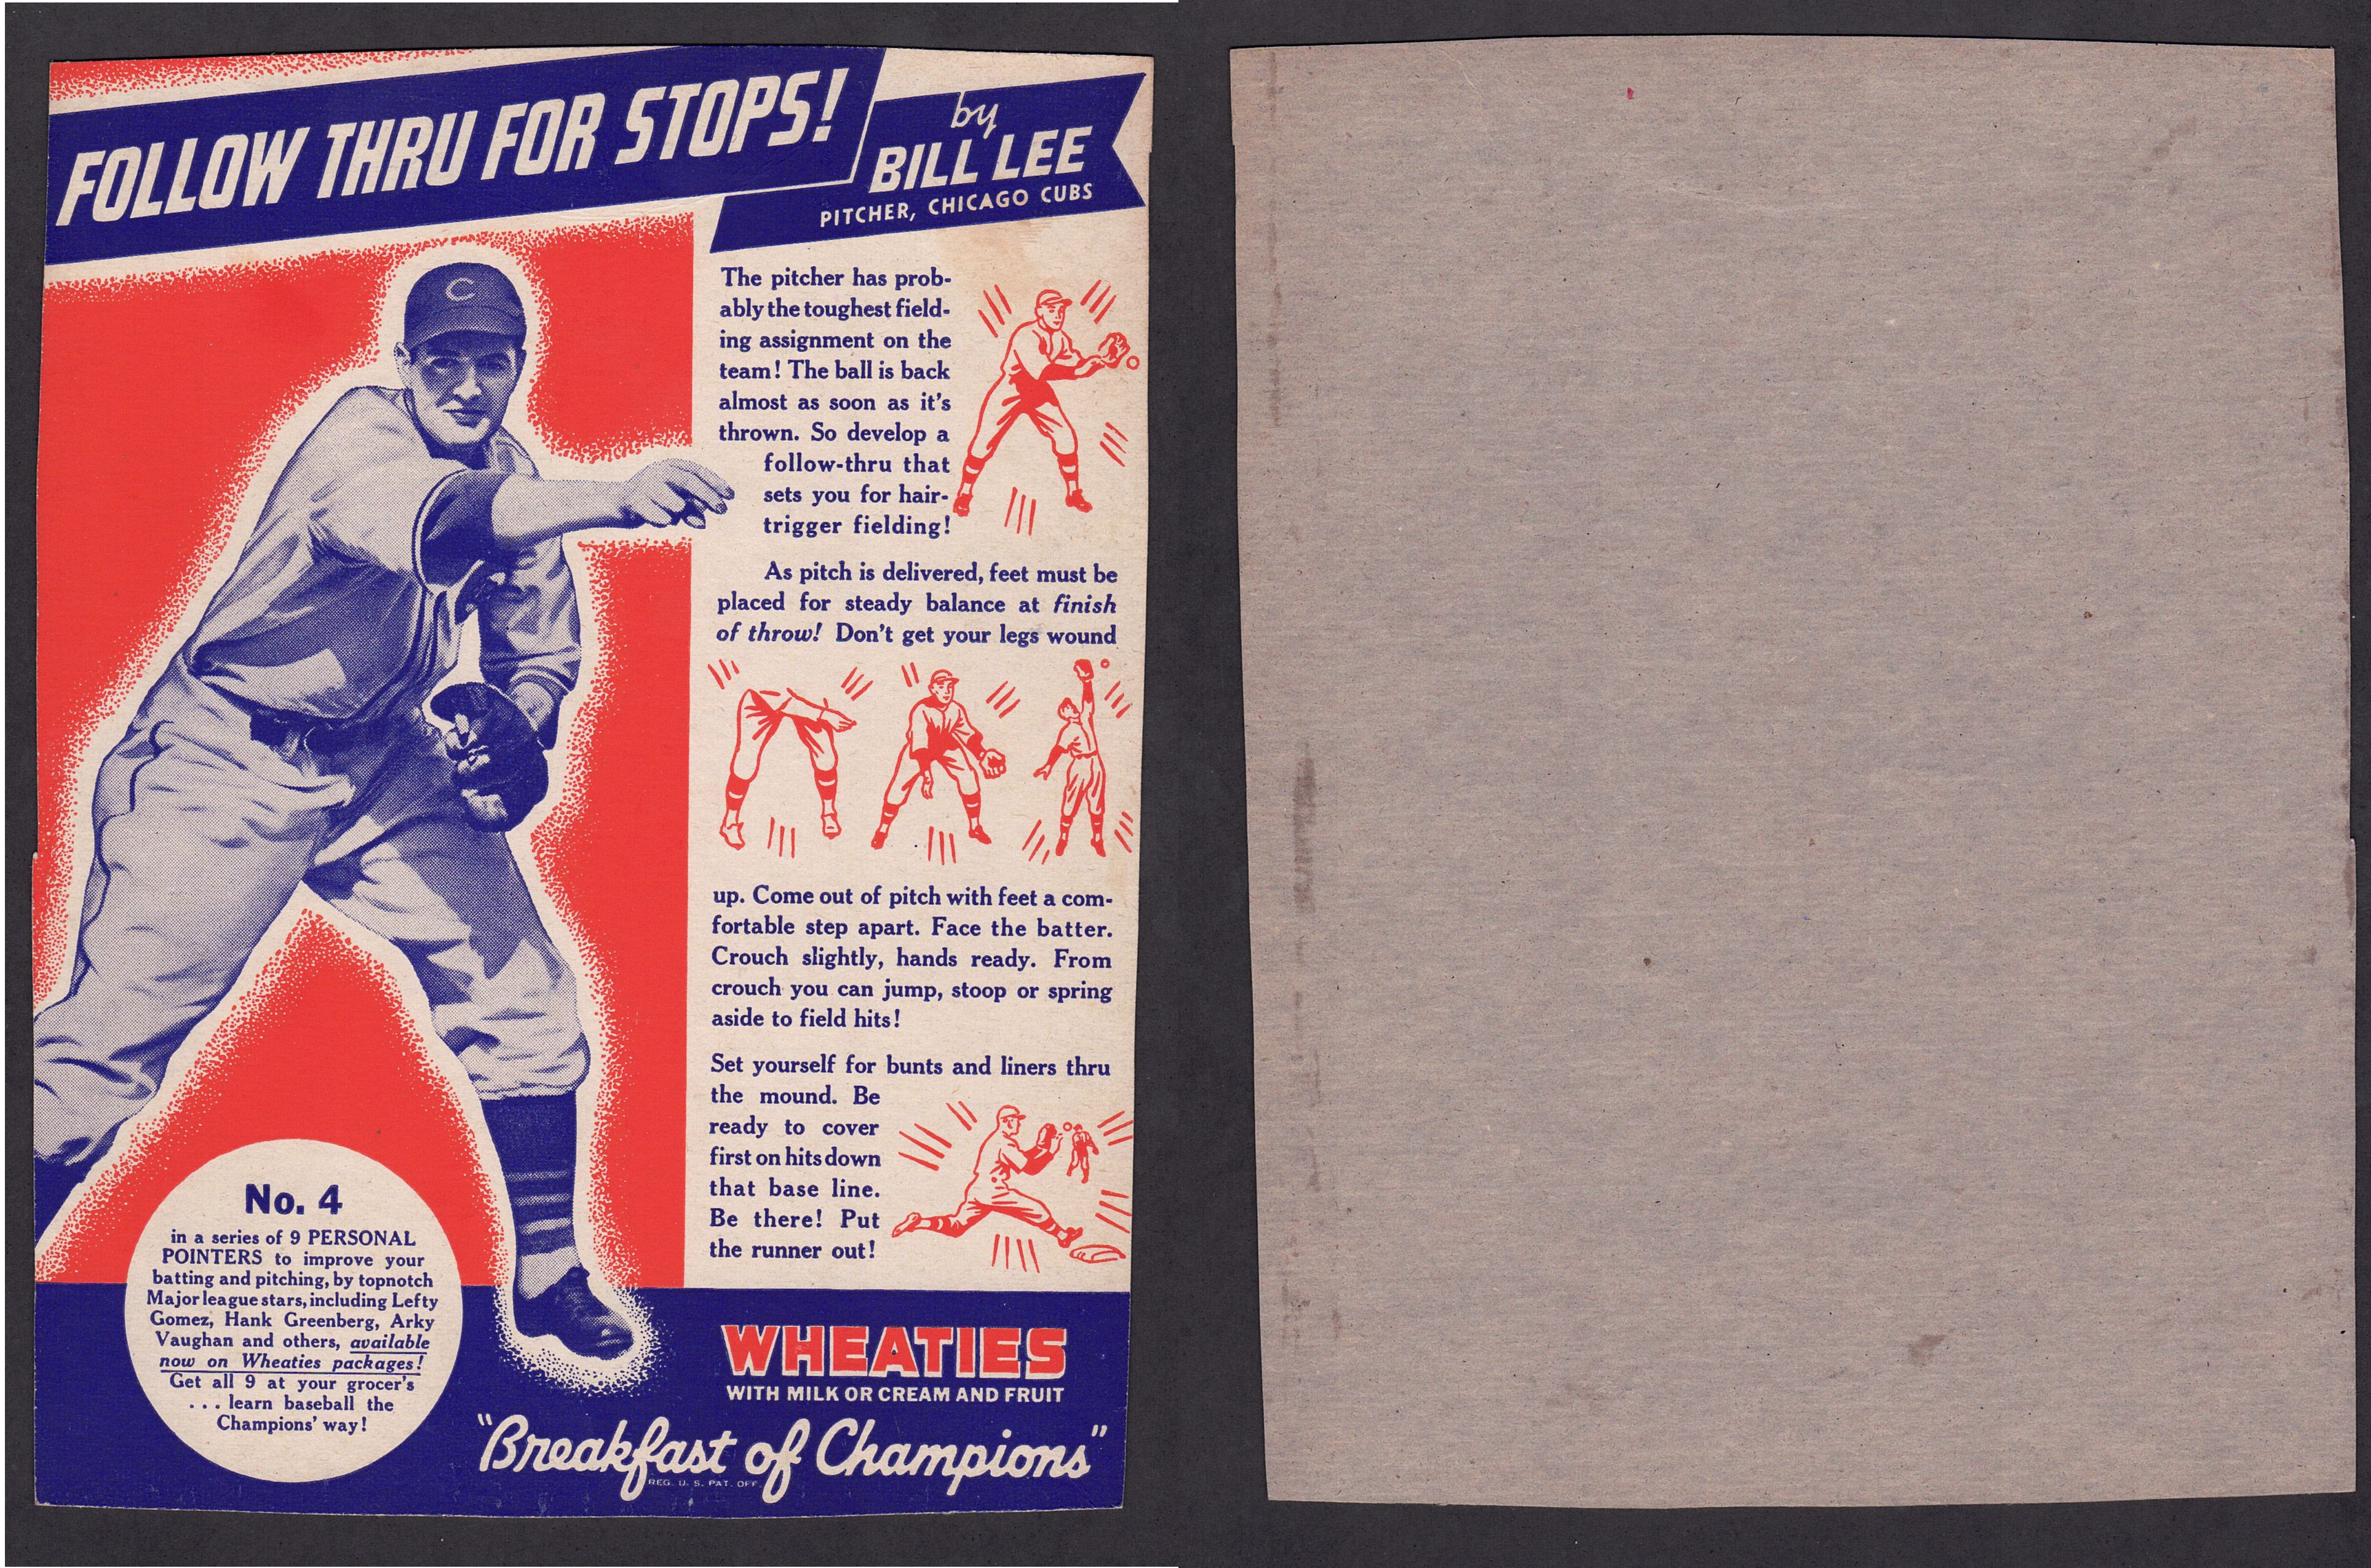 FOLLOW THRU FOR STOPS!
by
BILL LEE
PITCHER, CHICAGO CUBS
C
The pitcher has prob-
ably the toughest field-
ing assignment on the
team! The ball is back
almost as soon as it's
thrown. So develop a
follow-thru that
sets you for hair-
trigger fielding!
As pitch is delivered, feet must be
placed for steady balance at finish
of throw! Don't get your legs wound
up. Come out of pitch with feet a com-
fortable step apart. Face the batter.
Crouch slightly, hands ready. From
crouch you can jump, stoop or spring
aside to field hits!
Set yourself for bunts and liners thru
the mound. Be
ready to cover
first on hits down
that base line.
Be there! Put
the runner out!
No. 4
in a series of 9 PERSONAL
POINTERS to improve your
batting and pitching, by topnotch
Major league stars, including Lefty
Gomez, Hank Greenberg, Arky
Vaughan and others, available
now on Wheaties packages!
Get all 9 at your grocer's
... learn baseball the
Champions' way!
WHEATIES
WITH MILK OR CREAM AND FRUIT
"Breakfast of Champions"
REG. U. S. PAT. OFF